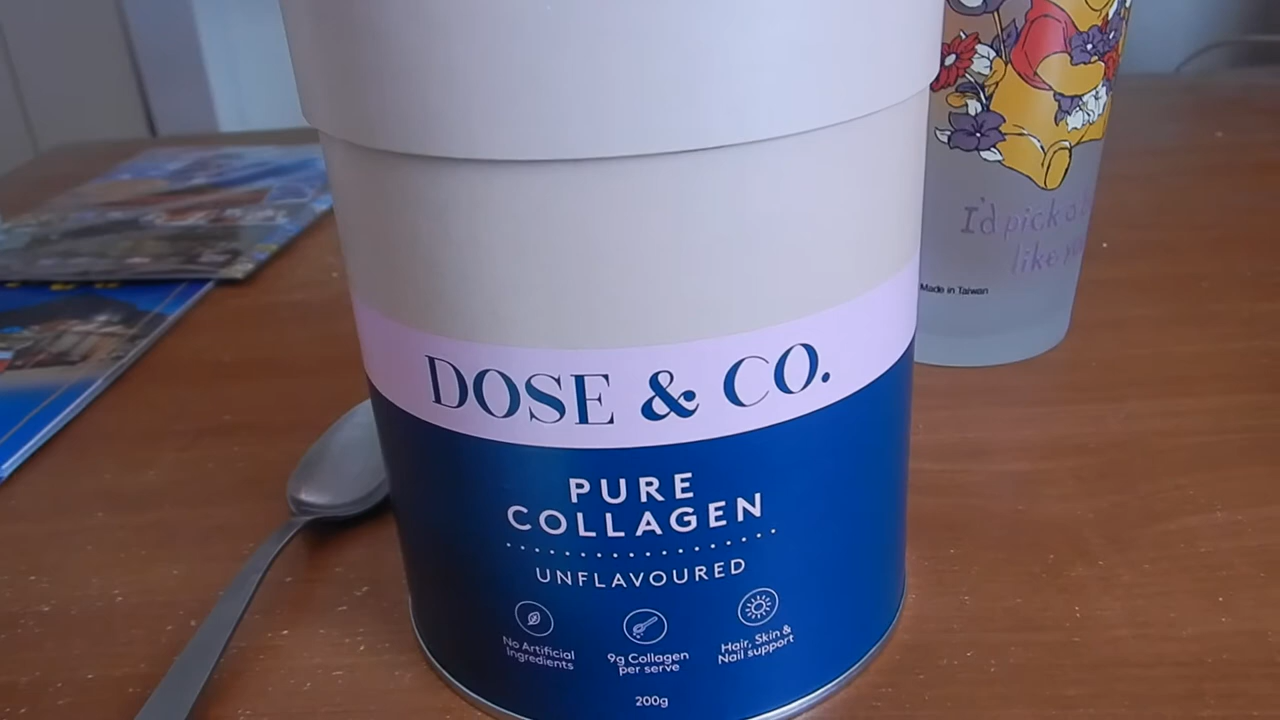 I'd pick a
like
Made in Taiwan
DOSE & CO.
PURE
COLLAGEN
UNFLAVOURED
No Artificial
Ingredients
9g Collagen
per serve
Hair, Skin &
Nail support
200g